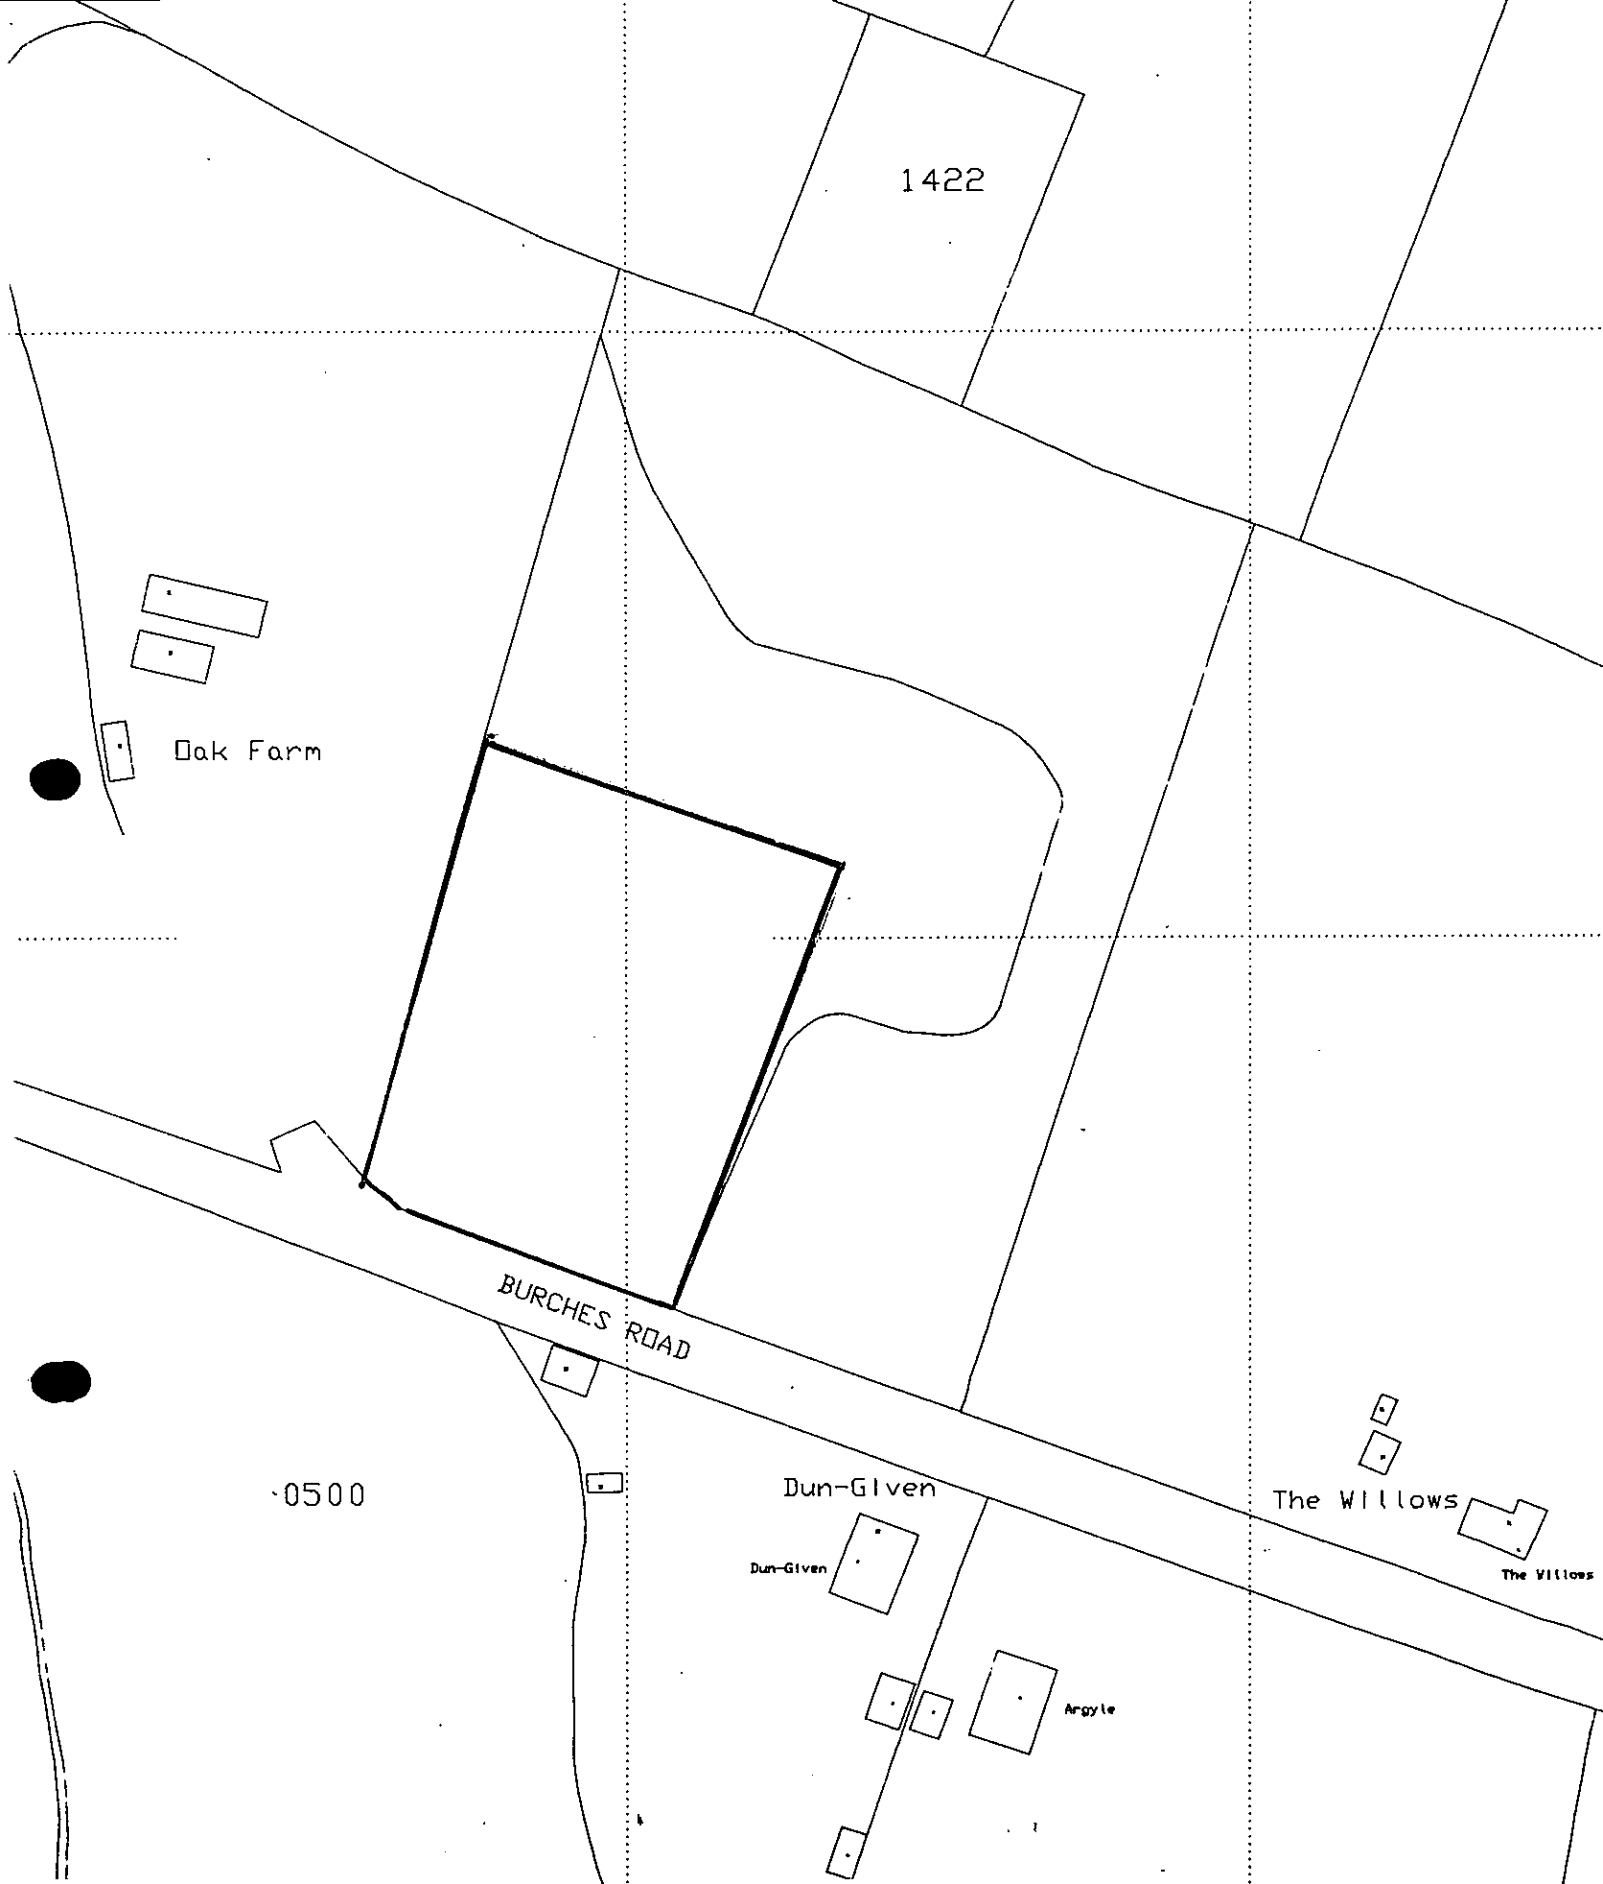 1422
Oak Farm
BURCHES ROAD
0500
Dun-Given
The Willows
Dun-Given
The Willows
Argyle